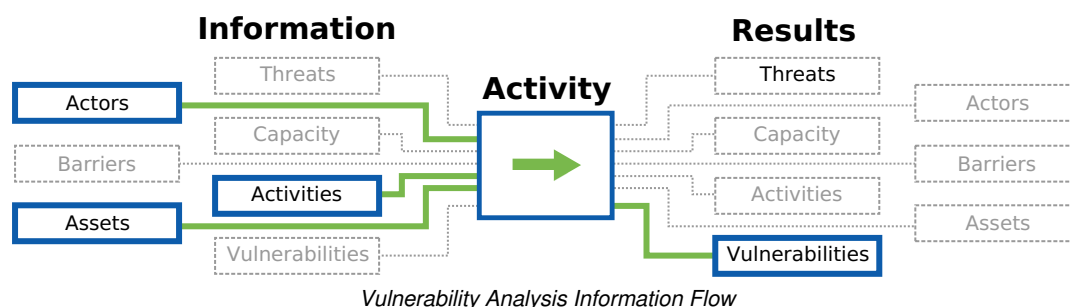 Information
Results
Activity
Threats
Actors
Capacity
Barriers
Activities
Assets
Vulnerabilities
Threats
Actors
Capacity
Barriers
Activities
Assets
Vulnerabilities
Vulnerability Analysis Information Flow